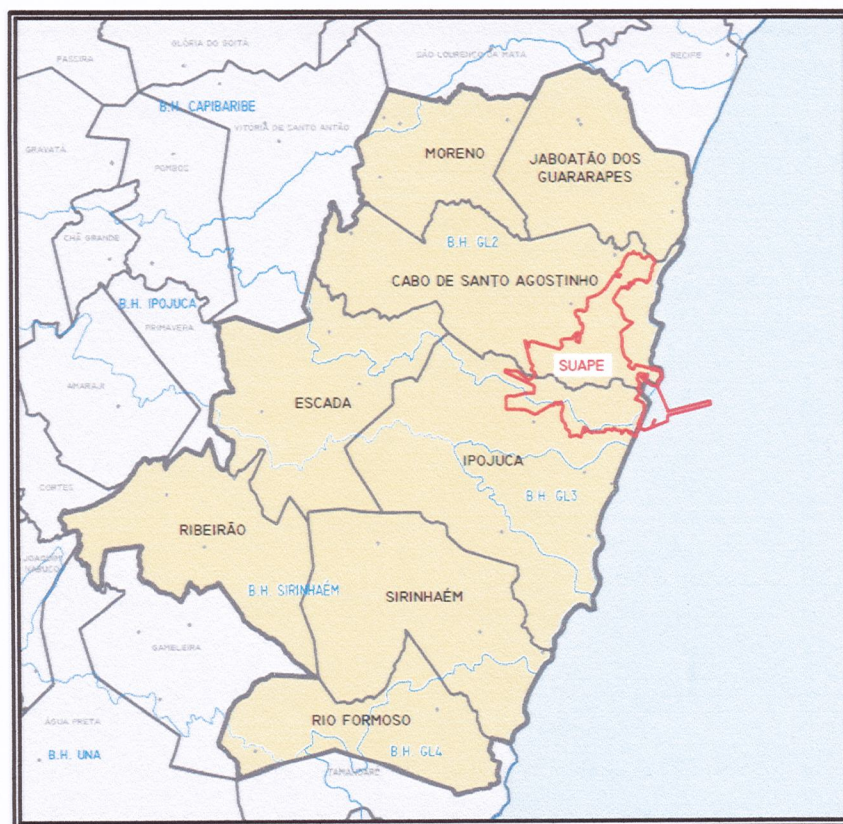 GLÓRIA DO GOITÁ
SÃO LOURENÇO DA MATA
RECIFE
PASSIRA
B.H. CAPIBARIBE
VITÓRIA DE SANTO ANTÃO
GRAVATÁ
MORENO
JABOATÃO DOS
GUARARAPES
POMBOS
CHÃ GRANDE
B.H. GL2
CABO DE SANTO AGOSTINHO
B.H. IPOJUCA
PRIMAVERA
SUAPE
AMARAJI
ESCADA
IPOJUCA
CORTÊS
B.H. GL3
RIBEIRÃO
JOAQUIM
NABUCO
B.H. SIRINHAÉM
SIRINHAÉM
GAMELEIRA
ÁGUA PRETA
RIO FORMOSO
B.H. UNA
B.H. GL4
TAMANDARÉ